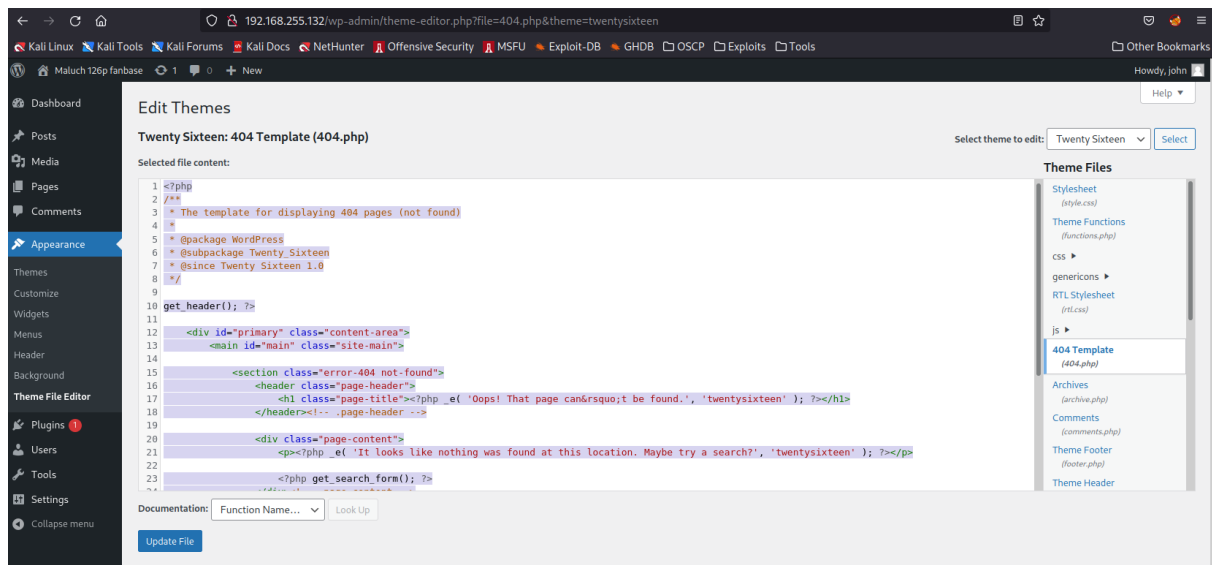 192.168.255.132/wp-admin/theme-editor.php?file=404.php&theme=twentysixteen
Kali Linux Kali Tools Kali Forums Kali Docs NetHunter Offensive Security MSFU Exploit-DB GHDB OSCP Exploits Tools Other Bookmarks
Maluch 126p fanbase 1 0 + New Howdy, john
Help
Dashboard
Posts
Media
Pages
Comments
Appearance
Themes
Customize
Widgets
Menus
Header
Background
Theme File Editor
Plugins 1
Users
Tools
Settings
Collapse menu
Edit Themes
Twenty Sixteen: 404 Template (404.php)
Select theme to edit: Twenty Sixteen Select
Selected file content:
1 <?php
2 /**
3 * The template for displaying 404 pages (not found)
4 *
5 * @package WordPress
6 * @subpackage Twenty_Sixteen
7 * @since Twenty Sixteen 1.0
8 */
9
10 get_header(); ?>
11
12 <div id="primary" class="content-area">
13 <main id="main" class="site-main">
14
15 <section class="error-404 not-found">
16 <header class="page-header">
17 <h1 class="page-title"><?php _e( 'Oops! That page can&rsquo;t be found.', 'twentysixteen' ); ?></h1>
18 </header><!-- .page-header -->
19
20 <div class="page-content">
21 <p><?php _e( 'It looks like nothing was found at this location. Maybe try a search?', 'twentysixteen' ); ?></p>
22
23 <?php get_search_form(); ?>
Theme Files
Stylesheet
(style.css)
Theme Functions
(functions.php)
css
genericons
RTL Stylesheet
(rtl.css)
js
404 Template
(404.php)
Archives
(archive.php)
Comments
(comments.php)
Theme Footer
(footer.php)
Theme Header
Documentation: Function Name... Look Up
Update File